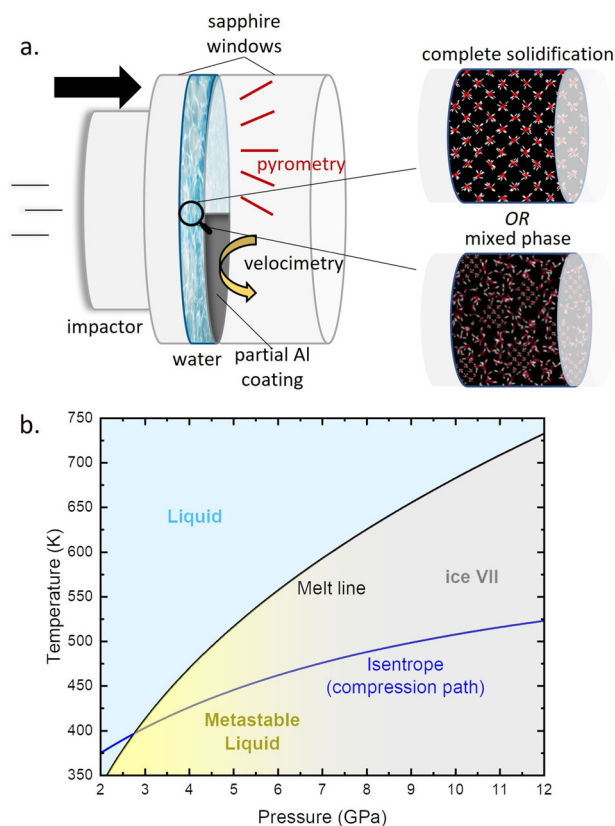 a.
sapphire
windows
pyrometry
velocimetry
impactor
water
partial Al
coating
complete solidification
OR
mixed phase
b.
Temperature (K)
750
700
650
600
550
500
450
400
350
Liquid
Melt line
ice VII
Isentrope
(compression path)
Metastable
Liquid
2 3 4 5 6 7 8 9 10 11 12
Pressure (GPa)